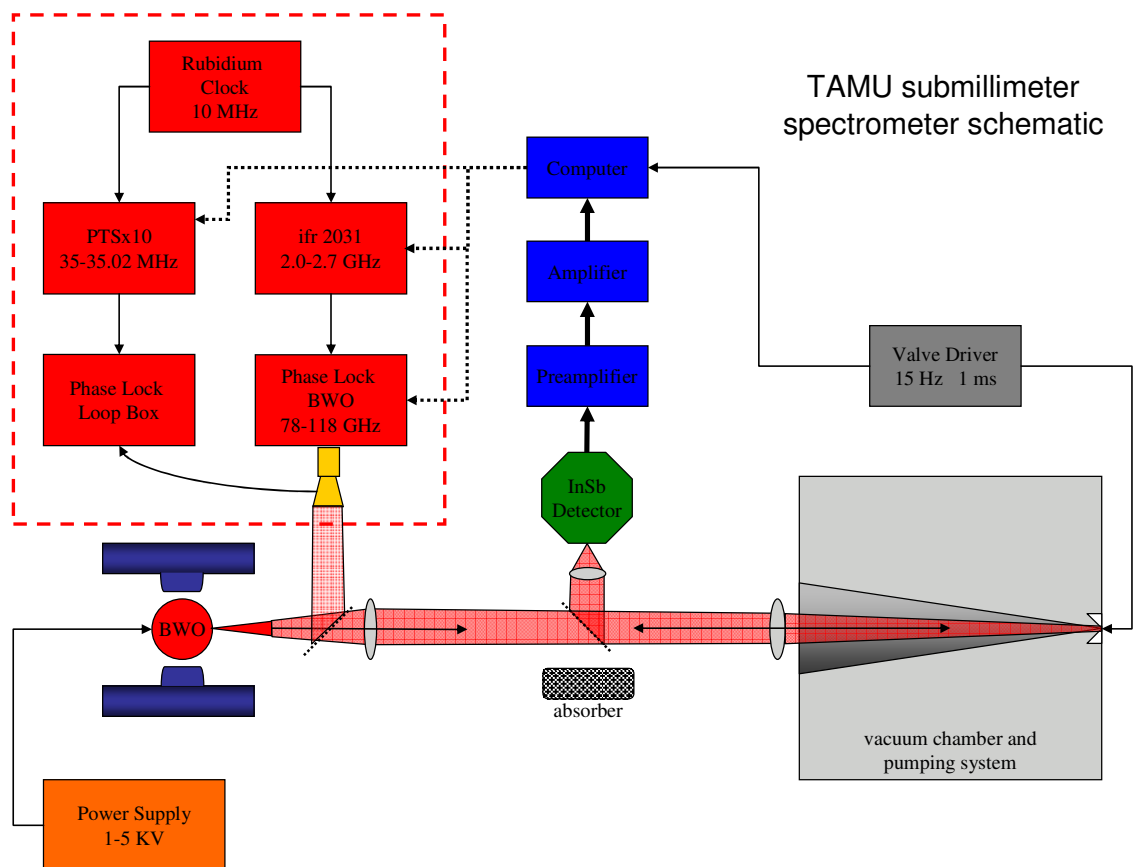 TAMU submillimeter
spectrometer schematic
Rubidium
Clock
10 MHz
PTSx10
35-35.02 MHz
ifr 2031
2.0-2.7 GHz
Phase Lock
Loop Box
Phase Lock
BWO
78-118 GHz
Computer
Amplifier
Preamplifier
InSb
Detector
Valve Driver
15 Hz 1 ms
BWO
absorber
vacuum chamber and
pumping system
Power Supply
1-5 KV